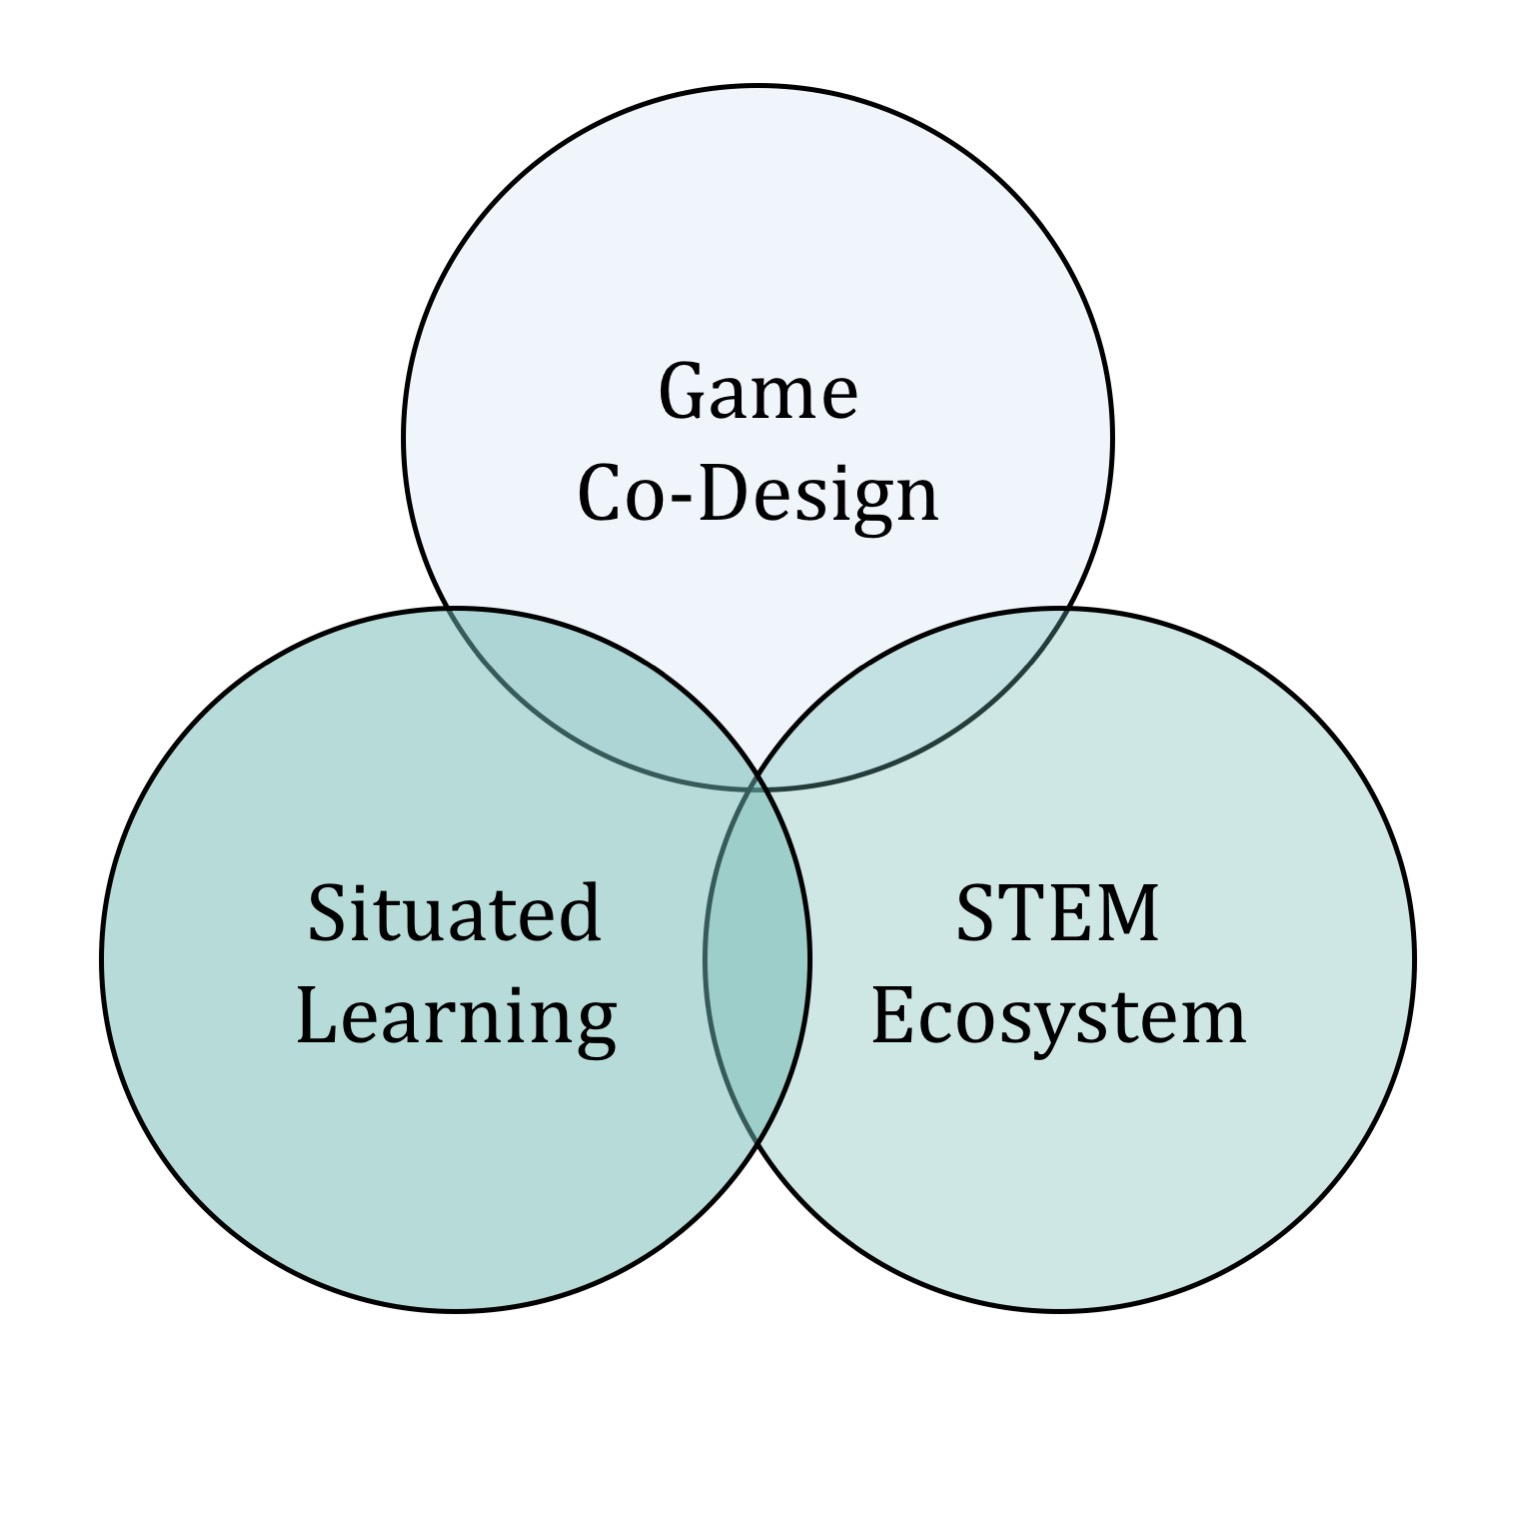 Game
Co-Design
Situated
Learning
STEM
Ecosystem